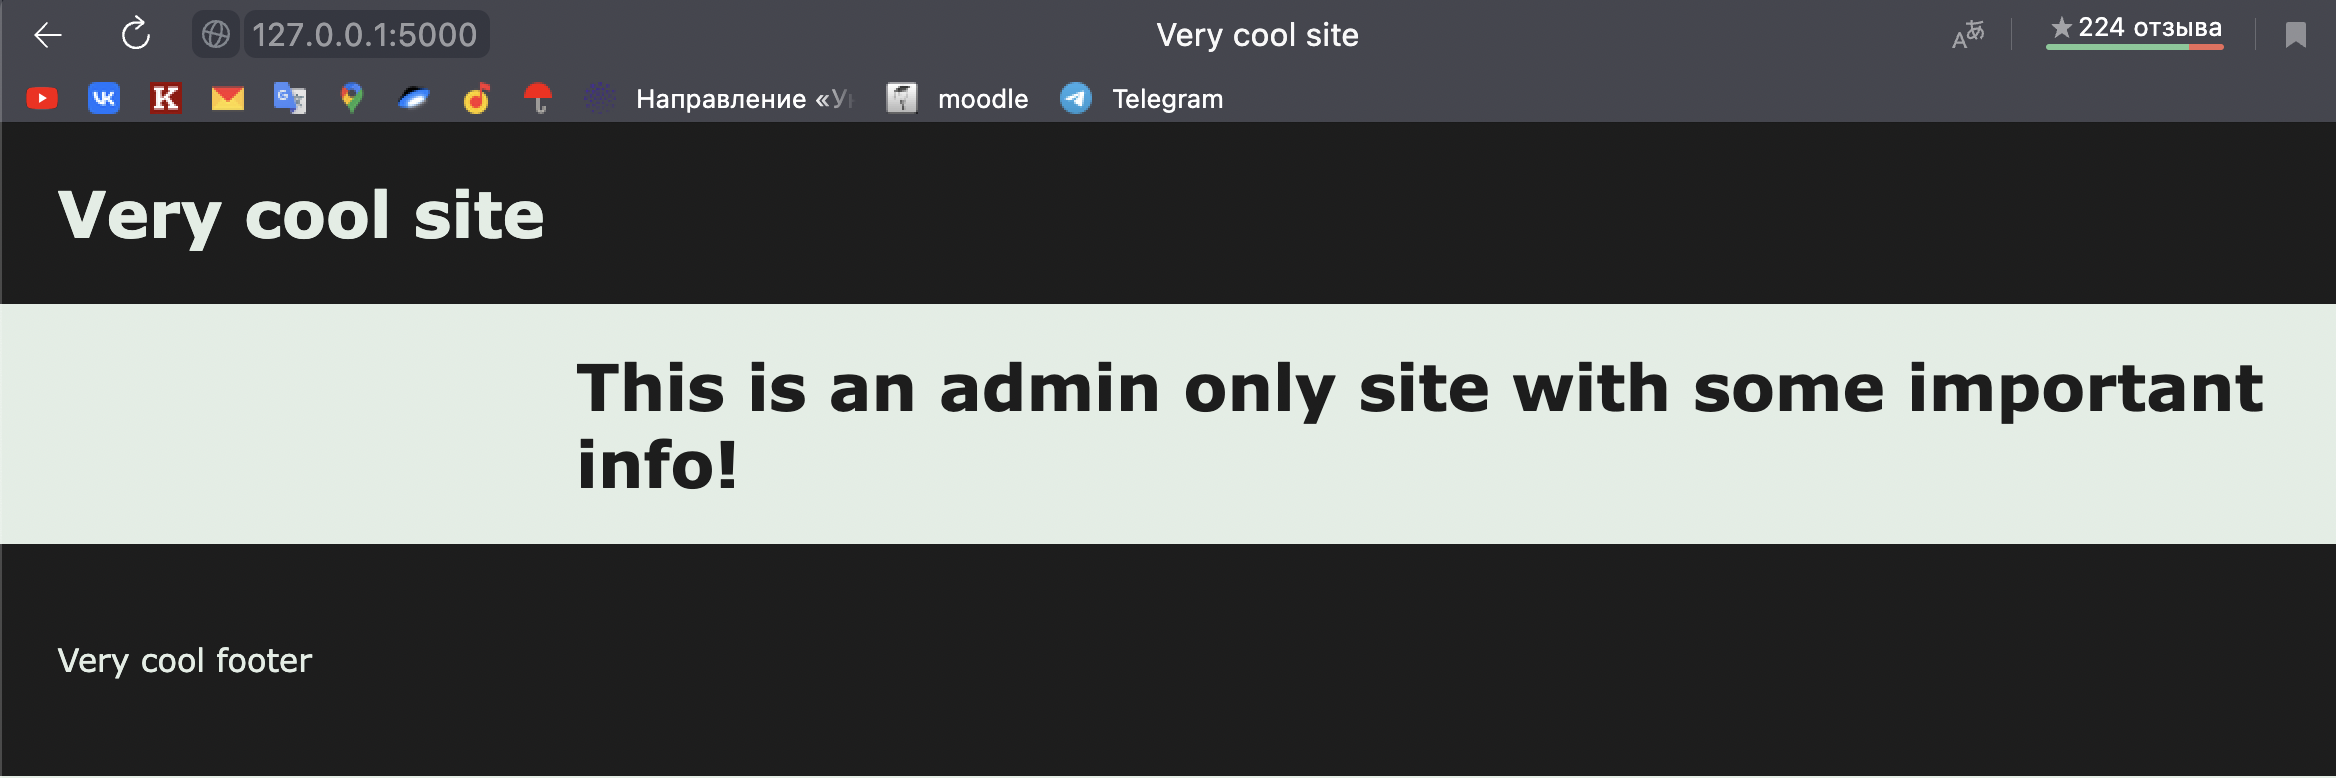 127.0.0.1:5000
Very cool site
★ 224 отзыва
Направление «У
moodle
Telegram
Very cool site
This is an admin only site with some important
info!
Very cool footer